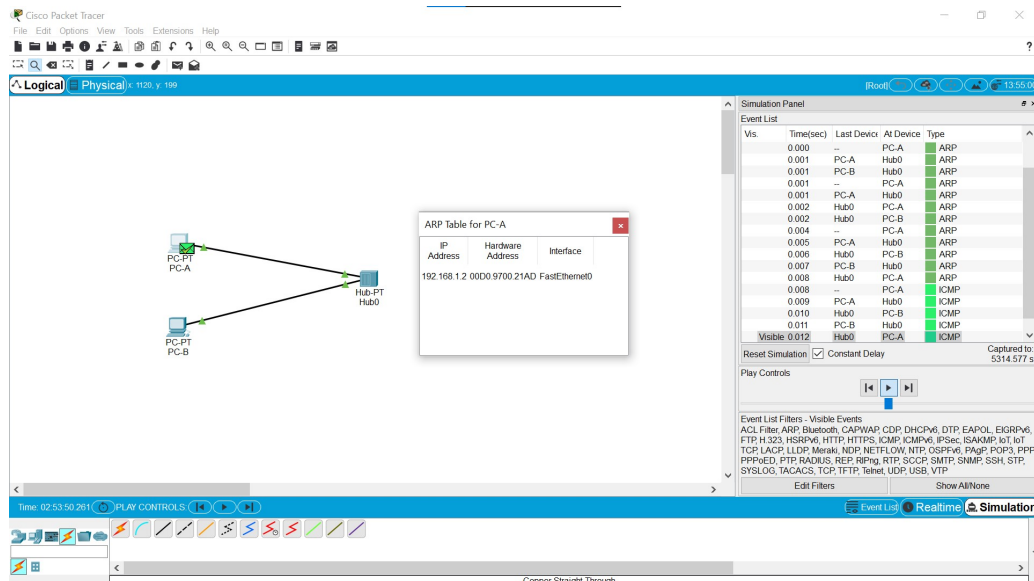 Cisco Packet Tracer
File Edit Options View Tools Extensions Help
?
Logical Physical x: 1120, y: 199 [Root] 13:55:00
Simulation Panel
Event List
Vis. Time(sec) Last Device At Device Type
0.000 -- PC-A ARP
0.001 PC-A Hub0 ARP
0.001 PC-B Hub0 ARP
0.001 -- PC-A ARP
0.001 PC-A Hub0 ARP
0.002 Hub0 PC-A ARP
0.002 Hub0 PC-B ARP
0.004 -- PC-A ARP
0.005 PC-A Hub0 ARP
0.006 Hub0 PC-B ARP
0.007 PC-B Hub0 ARP
0.008 Hub0 PC-A ARP
0.008 -- PC-A ICMP
0.009 PC-A Hub0 ICMP
0.010 Hub0 PC-B ICMP
0.011 PC-B Hub0 ICMP
Visible 0.012 Hub0 PC-A ICMP
Reset Simulation Constant Delay Captured to:
5314.577 s
Play Controls
Event List Filters - Visible Events
ACL Filter, ARP, Bluetooth, CAPWAP, CDP, DHCPv6, DTP, EAPOL, EIGRPv6,
FTP, H.323, HSRPv6, HTTP, HTTPS, ICMP, ICMPv6, IPSec, ISAKMP, IoT, IoT
TCP, LACP, LLDP, Meraki, NDP, NETFLOW, NTP, OSPFv6, PAgP, POP3, PPP
PPPoED, PTP, RADIUS, REP, RIPng, RTP, SCCP, SMTP, SNMP, SSH, STP,
SYSLOG, TACACS, TCP, TFTP, Telnet, UDP, USB, VTP
Edit Filters Show All/None
PC-PT
PC-A
Hub-PT
Hub0
PC-PT
PC-B
ARP Table for PC-A
IP Address Hardware Address Interface
192.168.1.2 00D0.9700.21AD FastEthernet0
Time: 02:53:50.261 PLAY CONTROLS: Event List Realtime Simulation
Copper Straight-Through